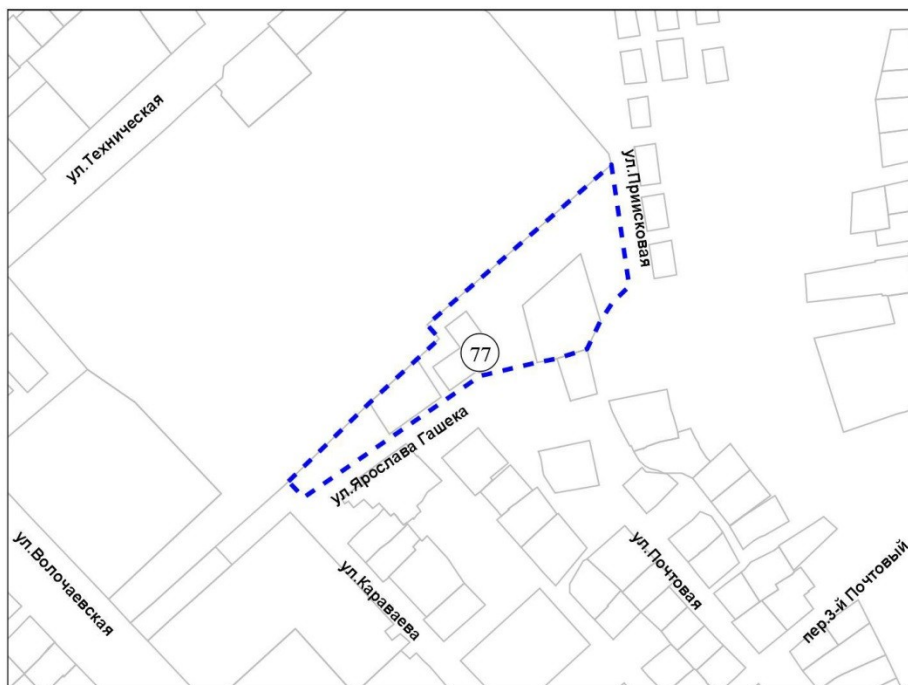 ул.Техническая
ул.Приисковая
77
ул.Ярослава Гашека
ул.Волочаевская
ул.Караваева
ул.Почтовая
пер.3-й Почтовый